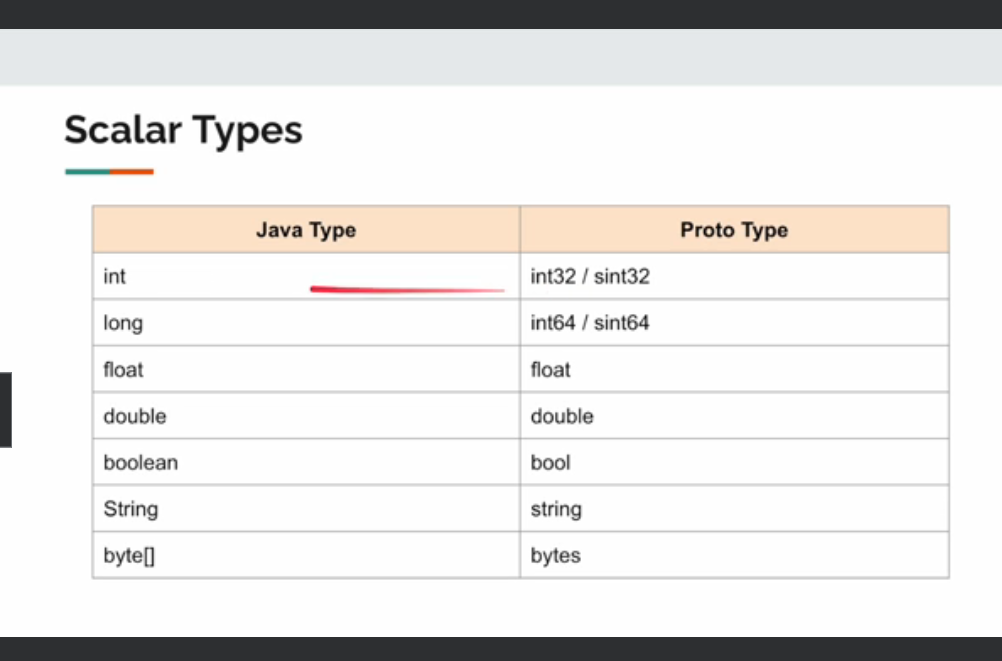 Scalar Types
Java Type Proto Type
int int32 / sint32
long int64 / sint64
float float
double double
boolean bool
String string
byte[] bytes